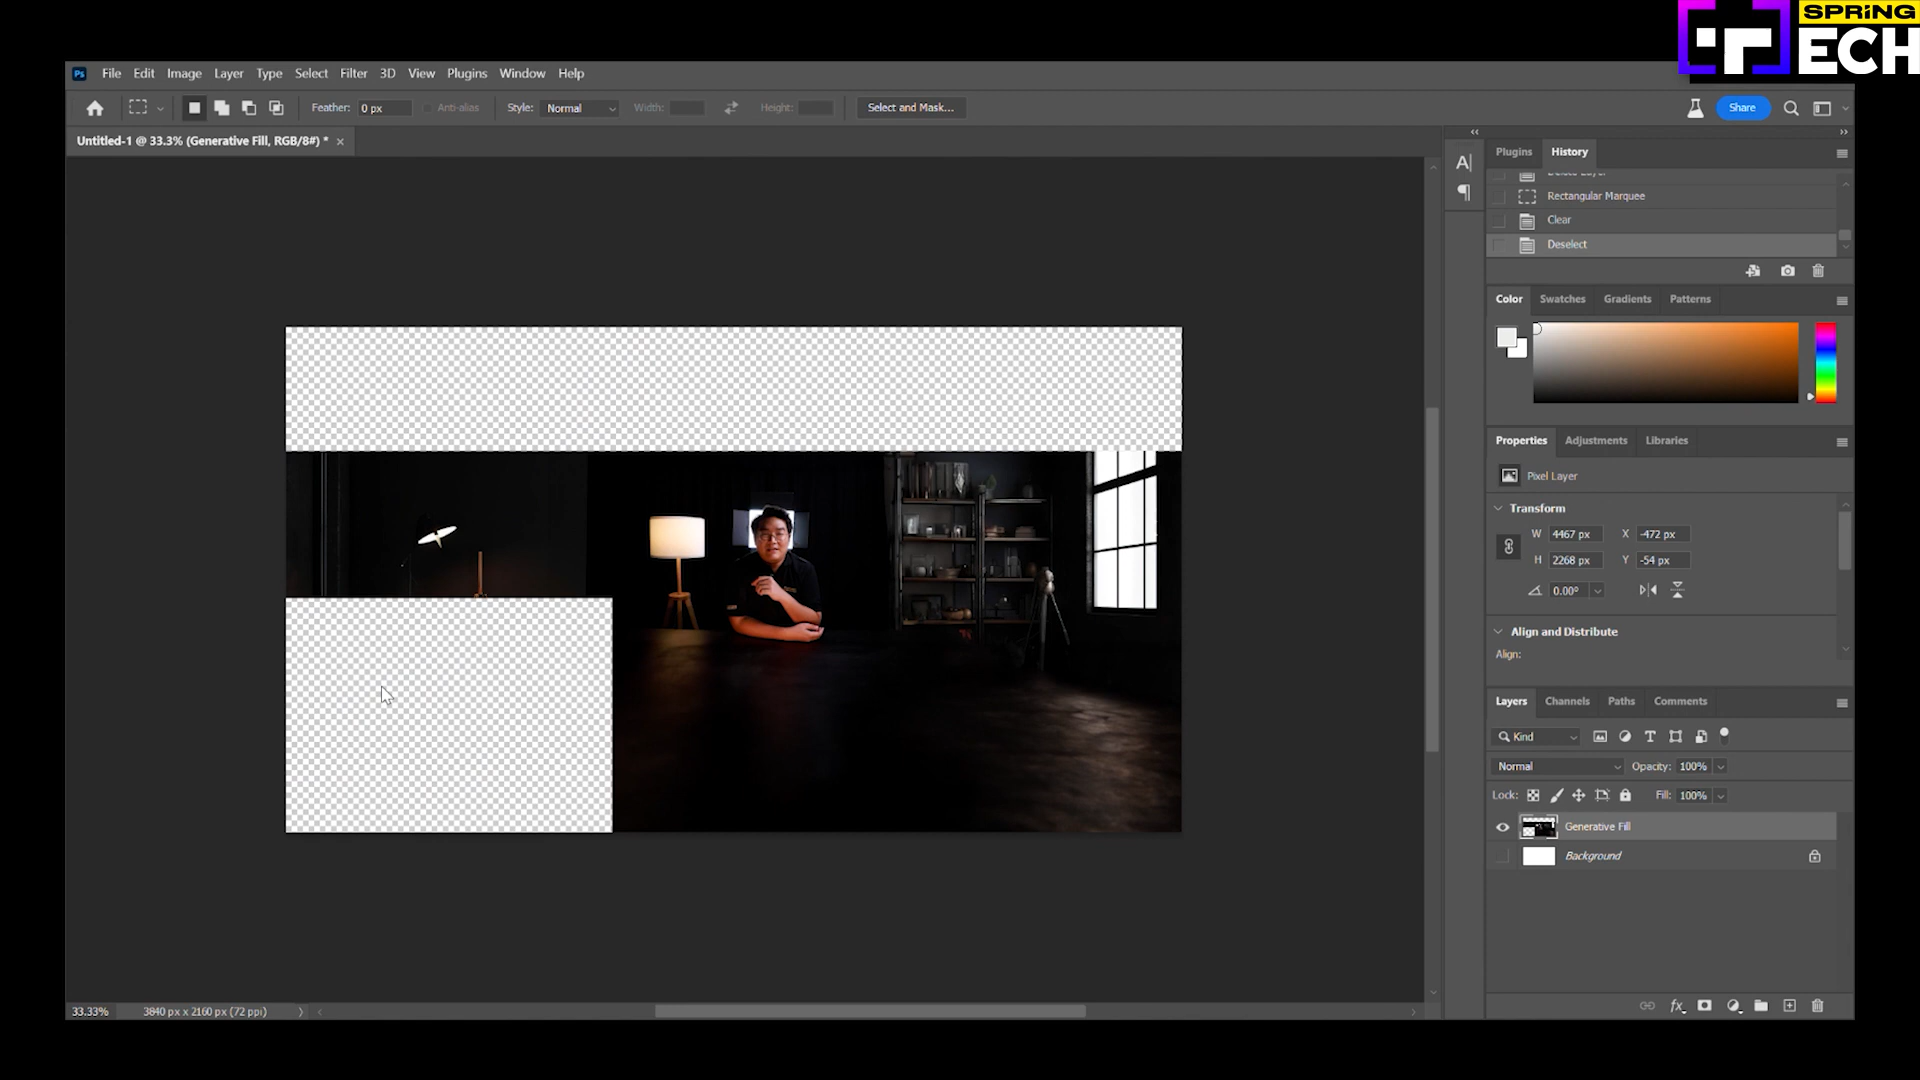 SPRING
TECH
Ps File Edit Image Layer Type Select Filter 3D View Plugins Window Help
Feather: 0 px Anti-alias Style: Normal Width: Height: Select and Mask... Share
Untitled-1 @ 33.3% (Generative Fill, RGB/8#) * ×
Plugins History
Delete Layer
Rectangular Marquee
Clear
Deselect
Color Swatches Gradients Patterns
Properties Adjustments Libraries
Pixel Layer
Transform
W 4467 px X -472 px
H 2268 px Y -54 px
0.00°
Align and Distribute
Align:
Layers Channels Paths Comments
Kind
Normal Opacity: 100%
Lock: Fill: 100%
Generative Fill
Background
fx
33.33% 3840 px x 2160 px (72 ppi)